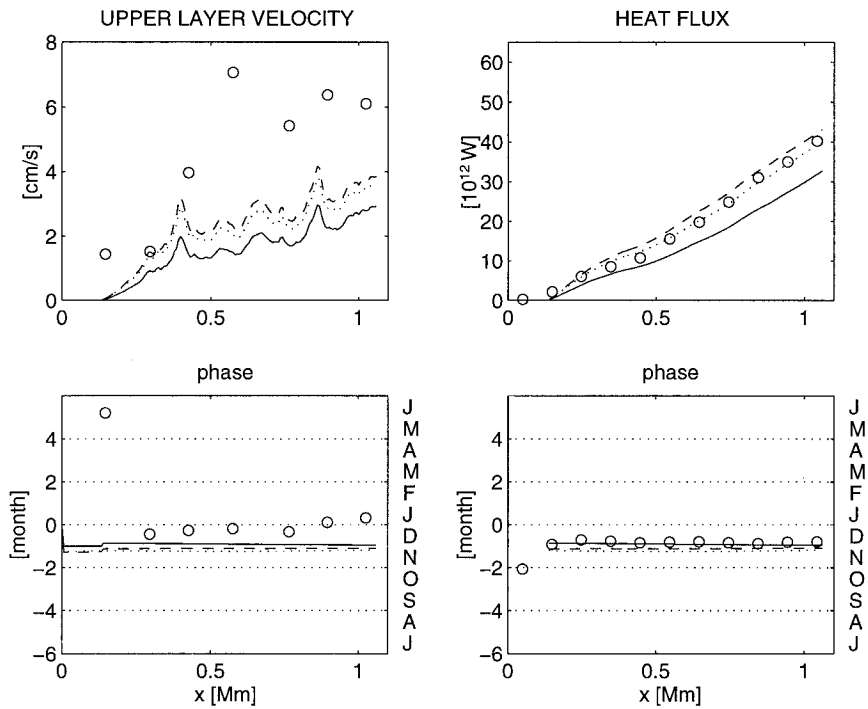 UPPER LAYER VELOCITY
8
6
4
2
0
[cm/s]
0
0.5
1
HEAT FLUX
60
50
40
30
20
10
0
[10¹² W]
0
0.5
1
phase
4
2
0
−2
−4
−6
[month]
0
0.5
1
x [Mm]
J
M
A
M
F
J
D
N
O
S
A
J
phase
4
2
0
−2
−4
−6
[month]
0
0.5
1
x [Mm]
J
M
A
M
F
J
D
N
O
S
A
J